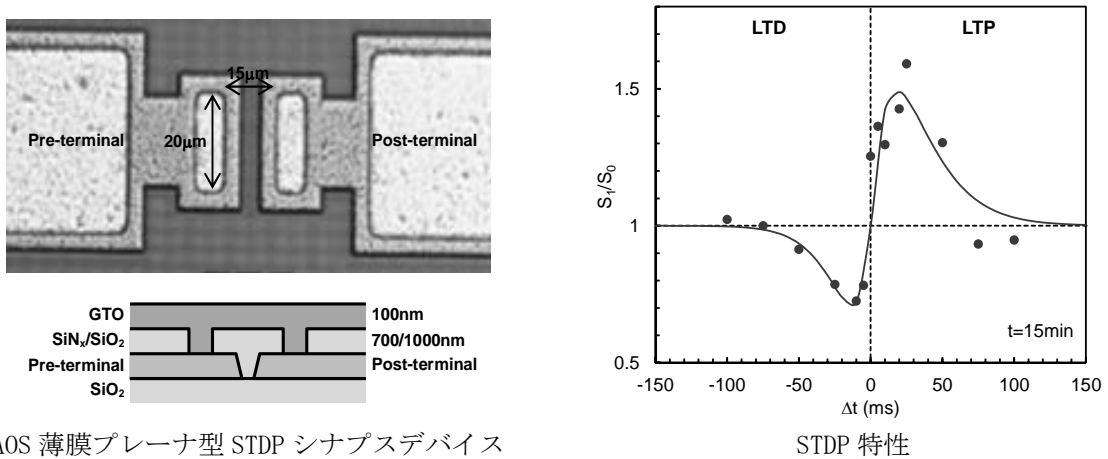 15μm
Pre-terminal
20μm
Post-terminal
GTO
100nm
SiNx/SiO2
700/1000nm
Pre-terminal
Post-terminal
SiO2
AOS 薄膜プレーナ型 STDP シナプスデバイス
LTD
LTP
1.5
S1/S0
1
t=15min
0.5
-150
-100
-50
0
50
100
150
Δt (ms)
STDP 特性